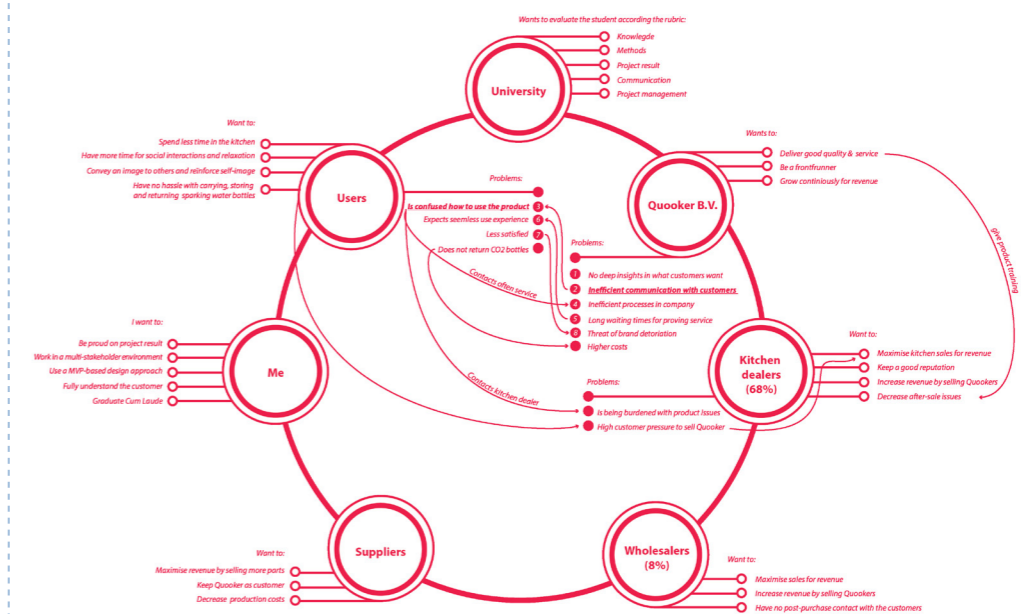 Wants to evaluate the student according the rubric:
Knowlegde
Methods
Project result
Communication
Project management
University
Want to:
Spend less time in the kitchen
Have more time for social interactions and relaxation
Convey an image to others and reinforce self-image
Have no hassle with carrying, storing
and returning sparking water bottles
Users
Problems:
Is confused how to use the product
3
Expects seemless use experience
6
Less satisfied
7
Does not return CO2 bottles
Wants to:
Deliver good quality & service
Be a frontfrunner
Grow continiously for revenue
Quooker B.V.
Problems:
1
No deep insights in what customers want
2
Inefficient communication with customers
4
Inefficient processes in company
5
Long waiting times for proving service
8
Threat of brand detoriation
Higher costs
give product training
Contacts often service
Contacts kitchen dealer
I want to:
Be proud on project result
Work in a multi-stakeholder environment
Use a MVP-based design approach
Fully understand the customer
Graduate Cum Laude
Me
Kitchen
dealers
(68%)
Want to:
Maximise kitchen sales for revenue
Keep a good reputation
Increase revenue by selling Quookers
Decrease after-sale issues
Problems:
Is being burdened with product issues
High customer pressure to sell Quooker
Suppliers
Want to:
Maximise revenue by selling more parts
Keep Quooker as customer
Decrease production costs
Wholesalers
(8%)
Want to:
Maximise sales for revenue
Increase revenue by selling Quookers
Have no post-purchase contact with the customers